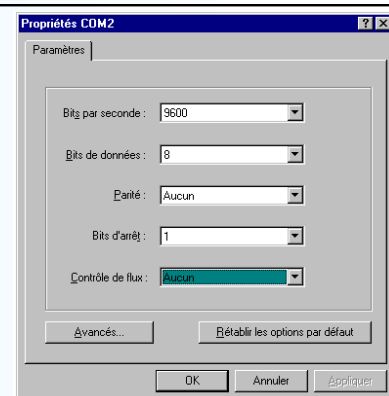 Propriétés COM2
Paramètres
Bits par seconde : 9600
Bits de données : 8
Parité : Aucun
Bits d'arrêt : 1
Contrôle de flux : Aucun
Avancés... Rétablir les options par défaut
OK Annuler Appliquer